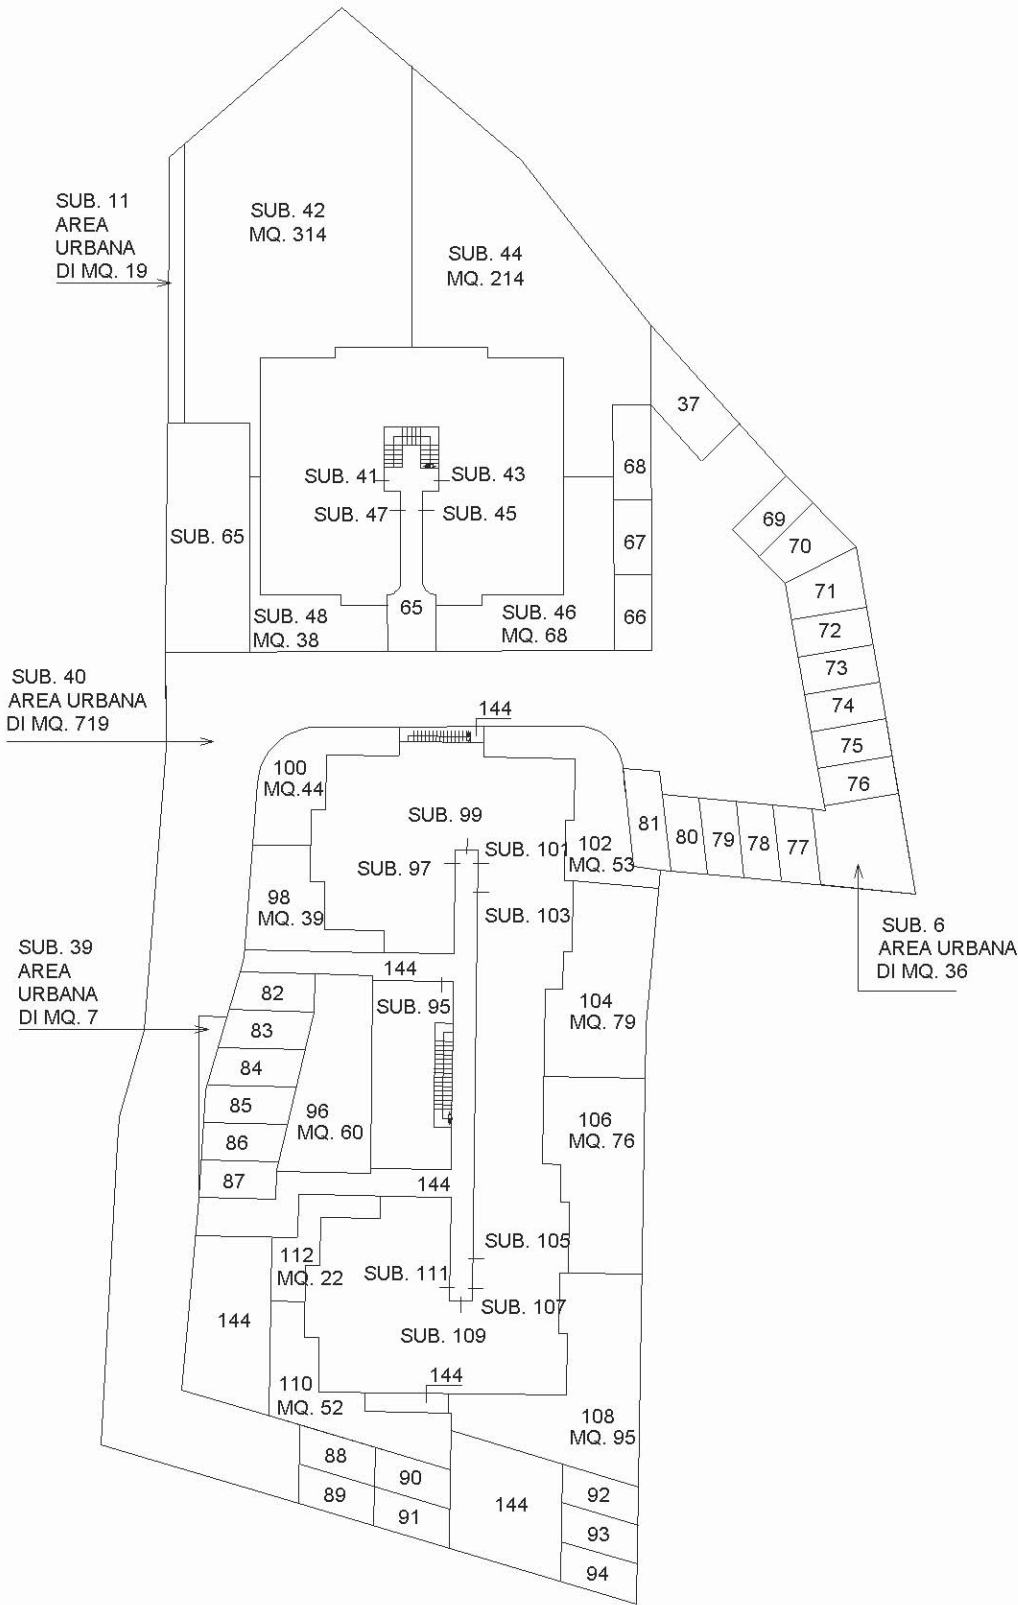 SUB. 11
AREA
URBANA
DI MQ. 19
SUB. 42
MQ. 314
SUB. 44
MQ. 214
37
SUB. 41
SUB. 43
68
SUB. 47
SUB. 45
69
SUB. 65
67
70
71
65
SUB. 48
MQ. 38
SUB. 46
MQ. 68
66
72
73
SUB. 40
AREA URBANA
DI MQ. 719
74
144
75
100
MQ.44
76
SUB. 99
81
80
79
78
77
SUB. 101
102
MQ. 53
SUB. 97
98
MQ. 39
SUB. 103
SUB. 6
AREA URBANA
DI MQ. 36
SUB. 39
AREA
URBANA
DI MQ. 7
144
82
SUB. 95
104
MQ. 79
83
84
85
96
MQ. 60
106
MQ. 76
86
87
144
SUB. 105
112
MQ. 22
SUB. 111
SUB. 107
144
SUB. 109
144
110
MQ. 52
108
MQ. 95
88
90
89
91
144
92
93
94